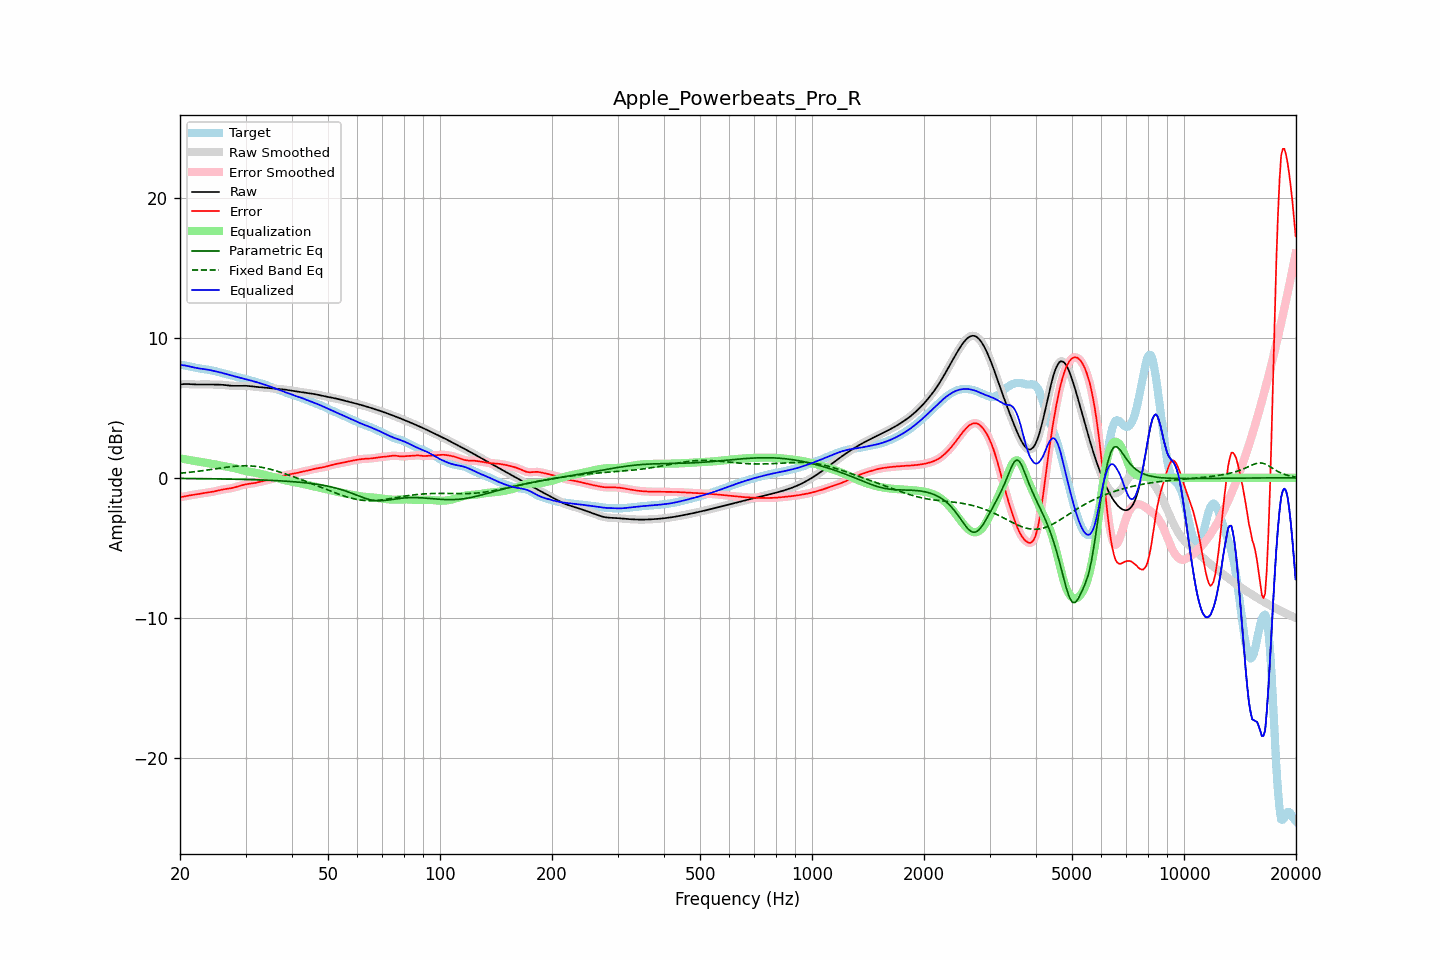 Apple_Powerbeats_Pro_R
Target
Raw Smoothed
Error Smoothed
Raw
Error
Equalization
Parametric Eq
Fixed Band Eq
Equalized
20
10
0
−10
−20
Amplitude (dBr)
20
50
100
200
500
1000
2000
5000
10000
20000
Frequency (Hz)